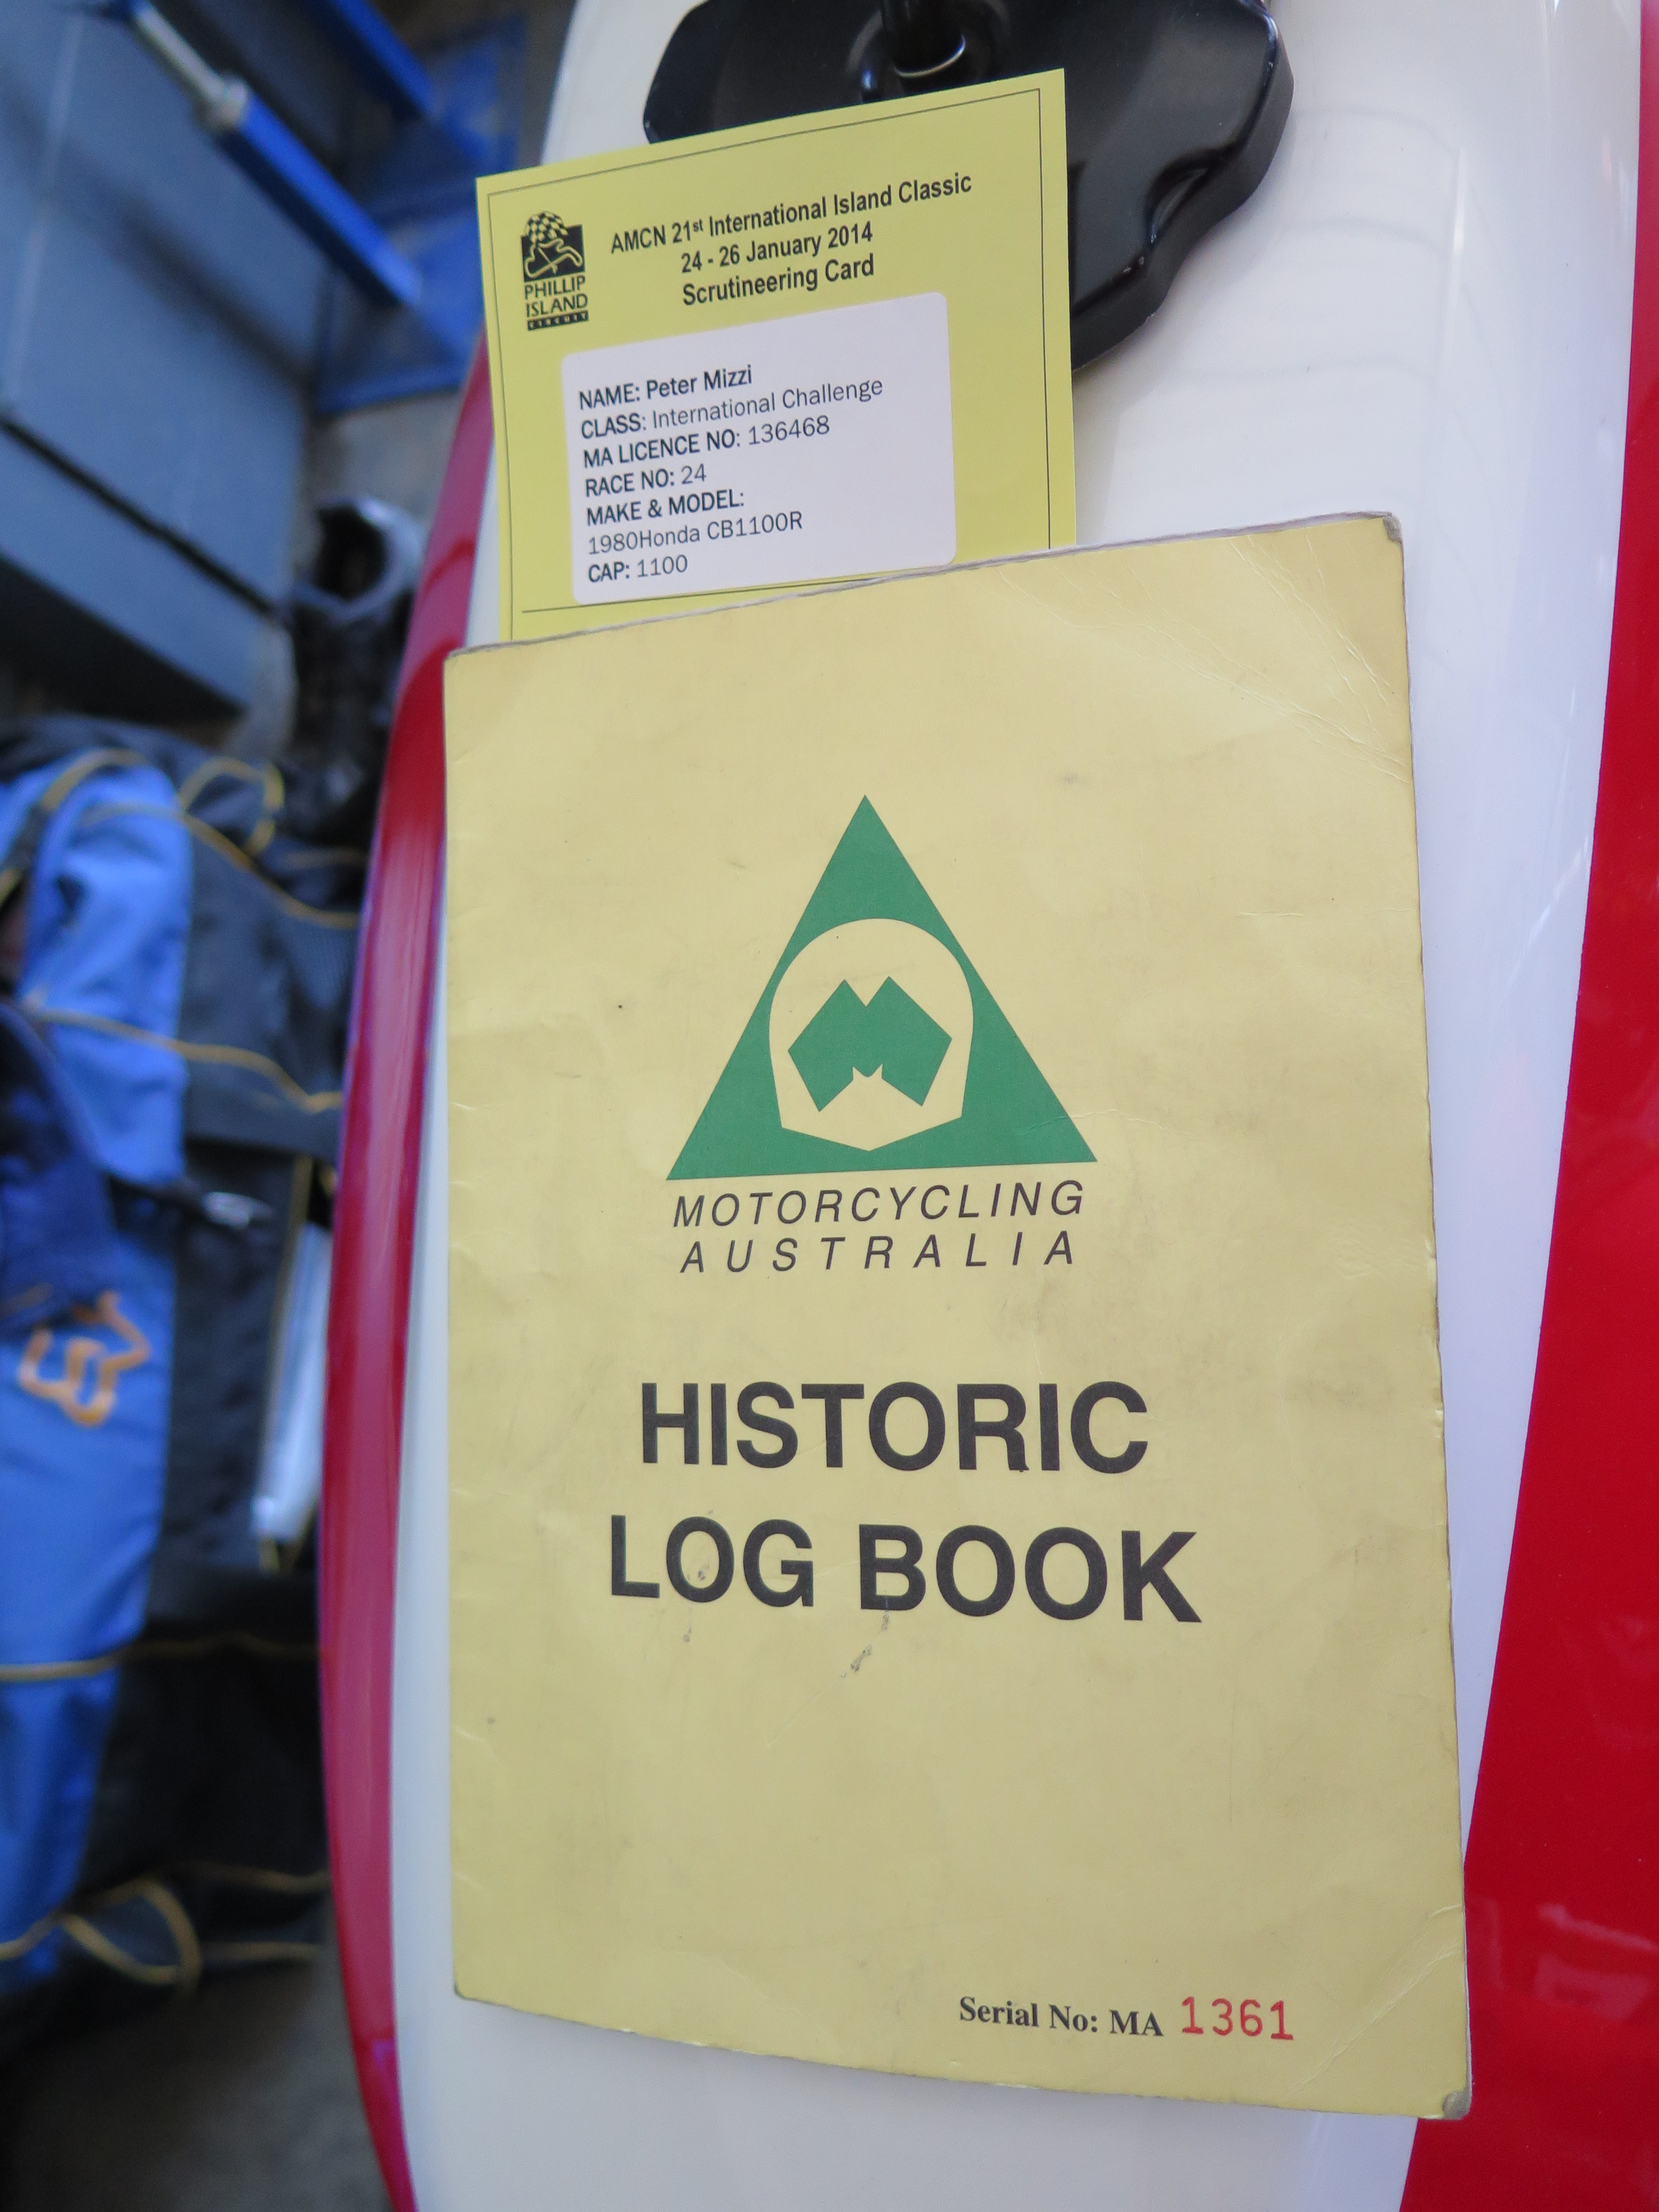 AMCN 21st International Island Classic
24 - 26 January 2014
Scrutineering Card
PHILLIP
ISLAND
CIRCUIT
NAME: Peter Mizzi
CLASS: International Challenge
MA LICENCE NO: 136468
RACE NO: 24
MAKE & MODEL:
1980Honda CB1100R
CAP: 1100
MOTORCYCLING
AUSTRALIA
HISTORIC
LOG BOOK
Serial No: MA 1361